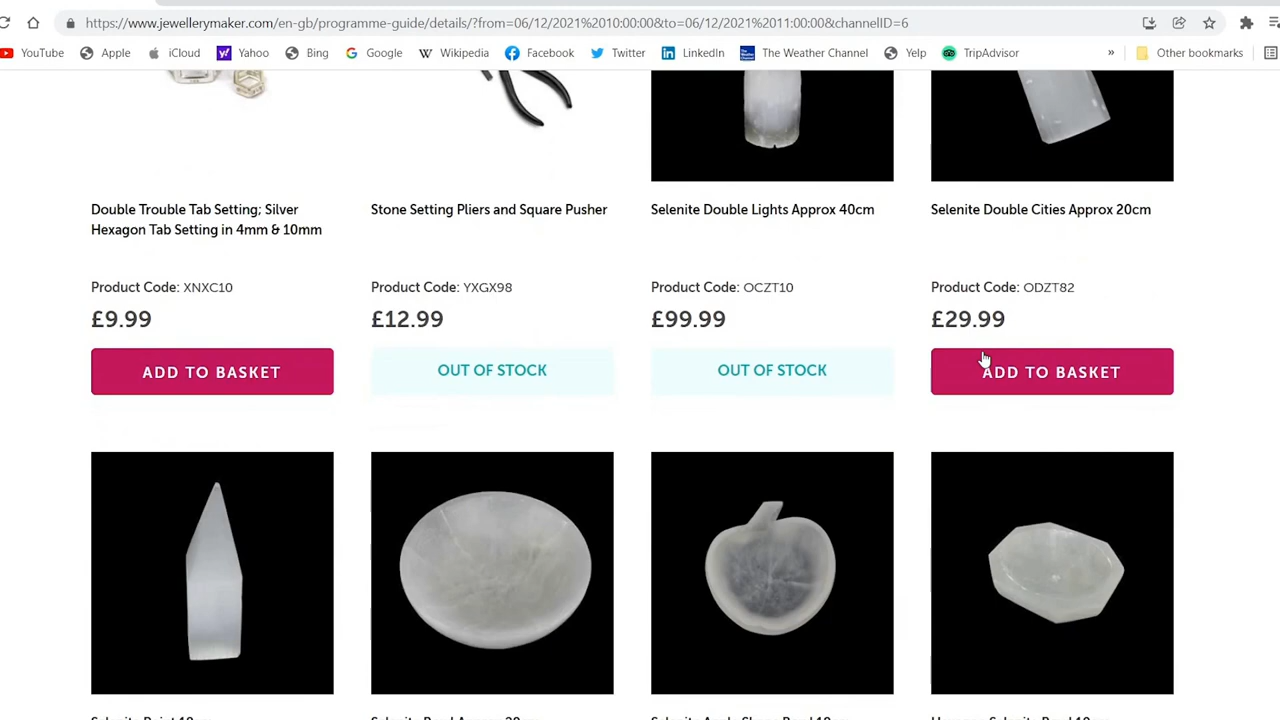 https://www.jewellerymaker.com/en-gb/programme-guide/details/?from=06/12/2021%2010:00:00&to=06/12/2021%2011:00:00&channelID=6
YouTube Apple iCloud Yahoo Bing Google Wikipedia Facebook Twitter LinkedIn The Weather Channel Yelp TripAdvisor » Other bookmarks
Double Trouble Tab Setting; Silver
Hexagon Tab Setting in 4mm & 10mm
Product Code: XNXC10
£9.99
ADD TO BASKET
Stone Setting Pliers and Square Pusher
Product Code: YXGX98
£12.99
OUT OF STOCK
Selenite Double Lights Approx 40cm
Product Code: OCZT10
£99.99
OUT OF STOCK
Selenite Double Cities Approx 20cm
Product Code: ODZT82
£29.99
ADD TO BASKET